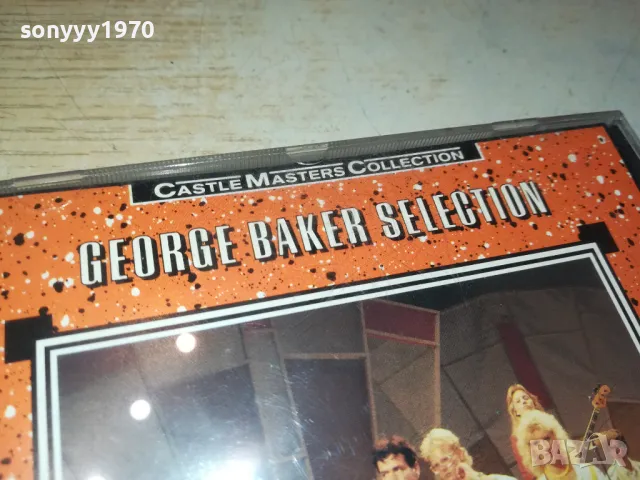 sonyyy1970
CASTLE MASTERS COLLECTION
GEORGE BAKER SELECTION
BAZAR